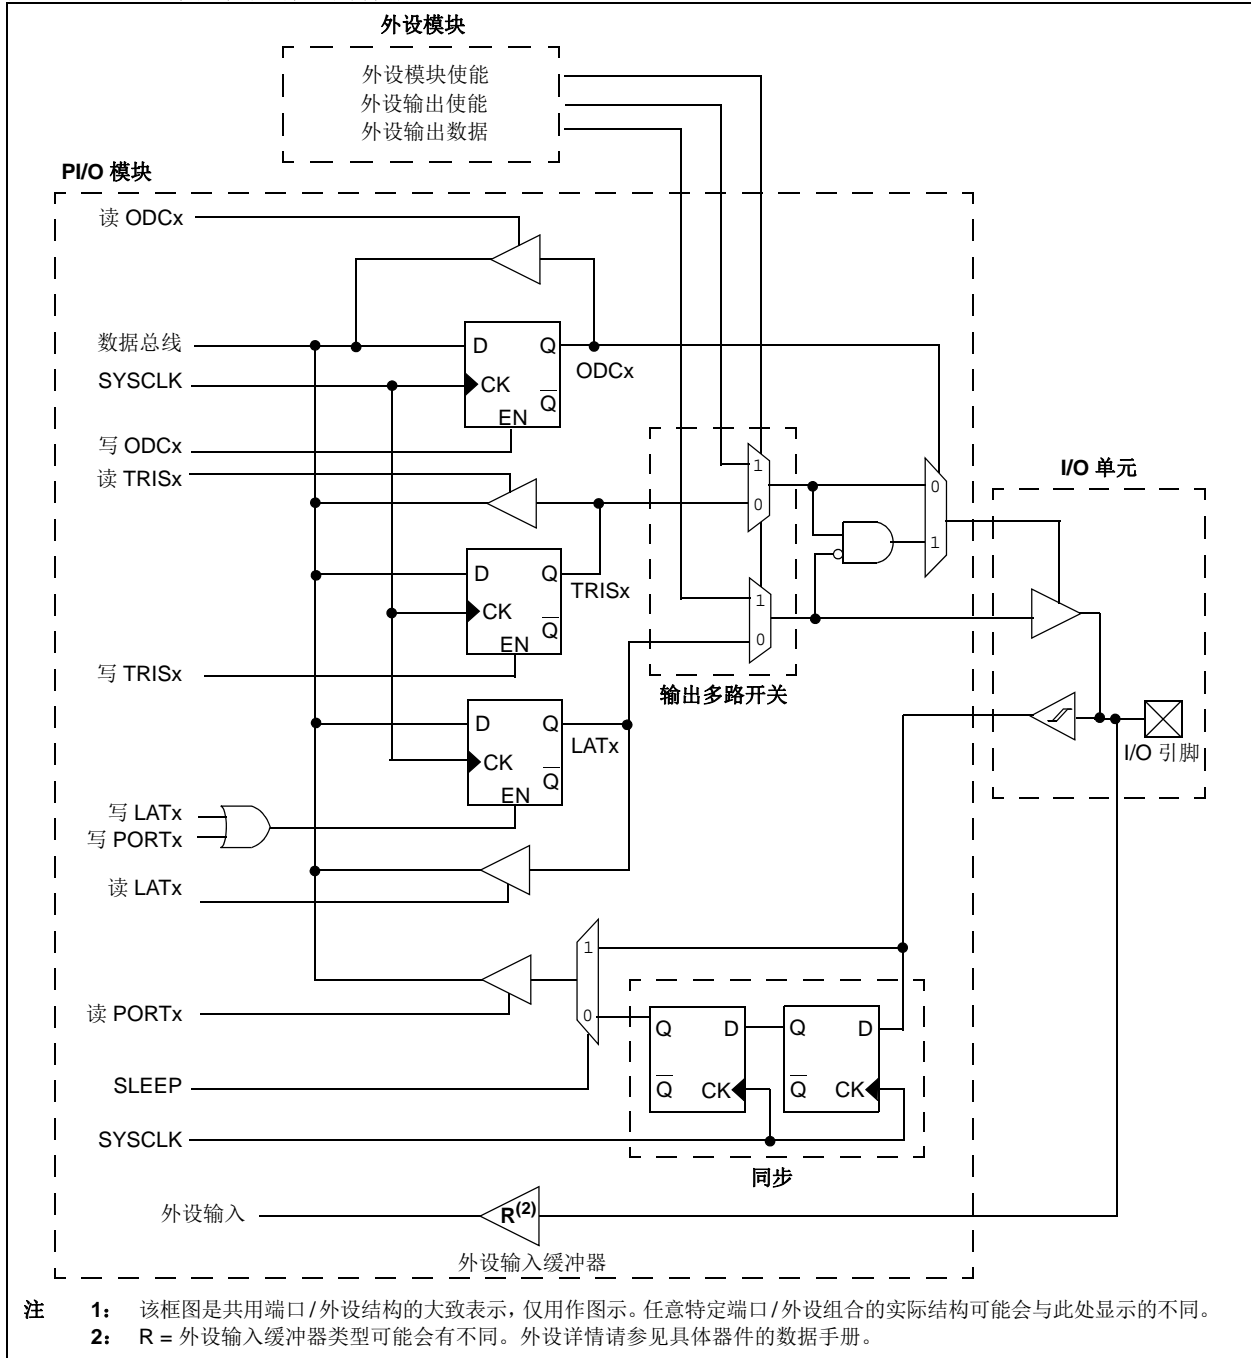 外设模块
外设模块使能
外设输出使能
外设输出数据
PI/O 模块
读 ODCx
数据总线
D
Q
ODCx
SYSCLK
CK
Q
EN
写 ODCx
读 TRISx
1
0
0
1
I/O 单元
D
Q
TRISx
CK
Q
EN
写 TRISx
1
0
输出多路开关
D
Q
LATx
CK
Q
EN
I/O 引脚
写 LATx
写 PORTx
读 LATx
1
0
读 PORTx
Q
D
Q
D
Q
CK
Q
CK
SLEEP
SYSCLK
同步
外设输入
R(2)
外设输入缓冲器
注 1： 该框图是共用端口/外设结构的大致表示，仅用作图示。任意特定端口/外设组合的实际结构可能会与此处显示的不同。
2： R = 外设输入缓冲器类型可能会有不同。外设详情请参见具体器件的数据手册。